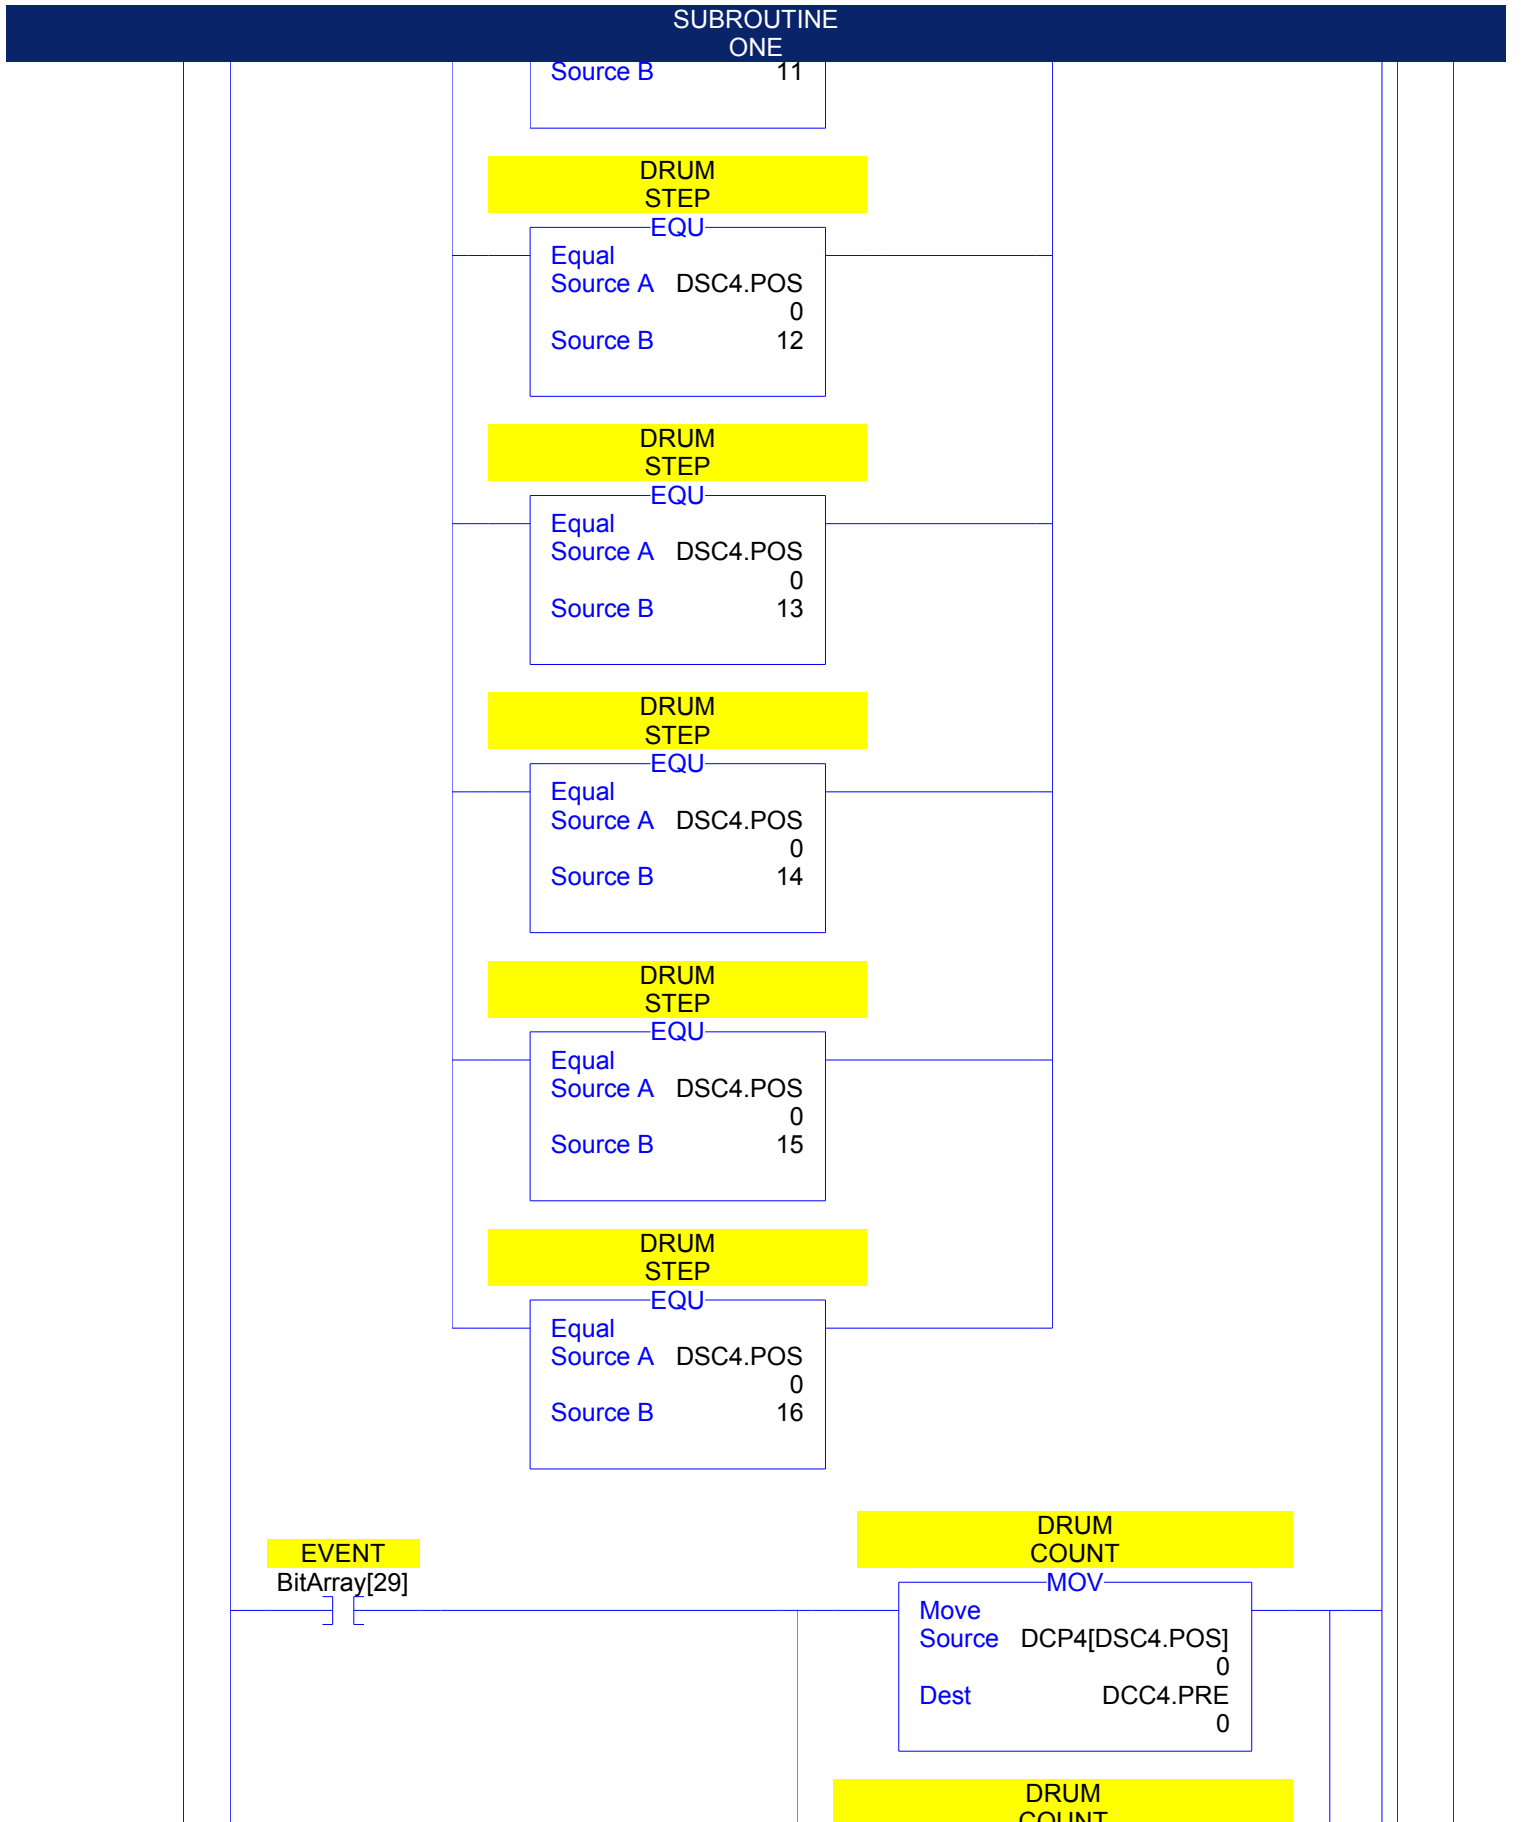 SUBROUTINE
ONE
Source B 11
DRUM
STEP
EQU
Equal
Source A DSC4.POS
0
Source B 12
DRUM
STEP
EQU
Equal
Source A DSC4.POS
0
Source B 13
DRUM
STEP
EQU
Equal
Source A DSC4.POS
0
Source B 14
DRUM
STEP
EQU
Equal
Source A DSC4.POS
0
Source B 15
DRUM
STEP
EQU
Equal
Source A DSC4.POS
0
Source B 16
EVENT
BitArray[29]
DRUM
COUNT
MOV
Move
Source DCP4[DSC4.POS]
0
Dest DCC4.PRE
0
DRUM
COUNT